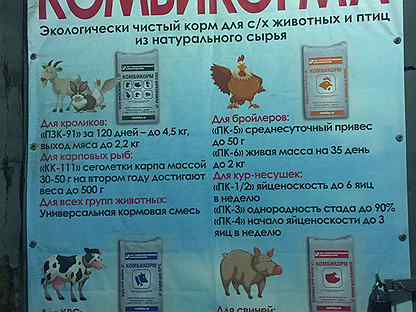 КОМБИКОРМА
Экологически чистый корм для с/х животных и птиц
из натурального сырья
КОМБИКОРМ
КОМБИКОРМ
Для кроликов:
«ПЗК-91» за 120 дней – до 4,5 кг,
выход мяса до 2,2 кг
Для карповых рыб:
«КК-111» сеголетки карпа массой
30-50 г на втором году достигают
веса до 500 г
Для всех групп животных:
Универсальная кормовая смесь
Для бройлеров:
«ПК-5» среднесуточный привес
до 50 г
«ПК-6» живая масса на 35 день
до 2 кг
Для кур-несушек:
«ПК-1/2» яйценоскость до 6 яиц
в неделю
«ПК-3» однородность стада до 90%
«ПК-4» начало яйценоскости до 3
яиц в неделю
КОМБИКОРМ
КОМБИКОРМ
Для КРС:
Для свиней: